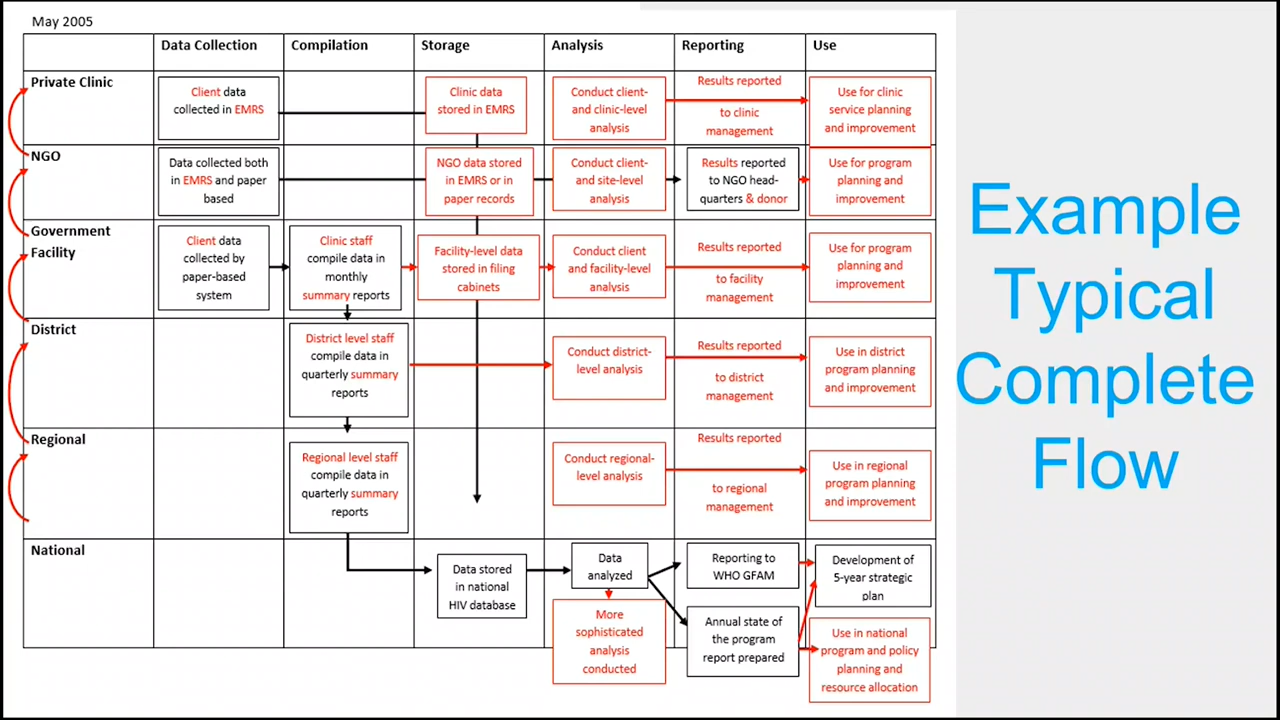 May 2005
Data Collection
Compilation
Storage
Analysis
Reporting
Use
Private Clinic
Client data
collected in EMRS
Clinic data
stored in EMRS
Conduct client-
and clinic-level
analysis
Results reported
to clinic
management
Use for clinic
service planning
and improvement
NGO
Data collected both
in EMRS and paper
based
NGO data stored
in EMRS or in
paper records
Conduct client-
and site-level
analysis
Results reported
to NGO head-
quarters & donor
Use for program
planning and
improvement
Government
Facility
Client data
collected by
paper-based
system
Clinic staff
compile data in
monthly
summary reports
Facility-level data
stored in filing
cabinets
Conduct client
and facility-level
analysis
Results reported
to facility
management
Use for program
planning and
improvement
District
District level staff
compile data in
quarterly summary
reports
Conduct district-
level analysis
Results reported
to district
management
Use in district
program planning
and improvement
Regional
Regional level staff
compile data in
quarterly summary
reports
Conduct regional-
level analysis
Results reported
to regional
management
Use in regional
program planning
and improvement
National
Data stored
in national
HIV database
Data
analyzed
More
sophisticated
analysis
conducted
Reporting to
WHO GFAM
Annual state of
the program
report prepared
Development of
5-year strategic
plan
Use in national
program and policy
planning and
resource allocation
Example
Typical
Complete
Flow